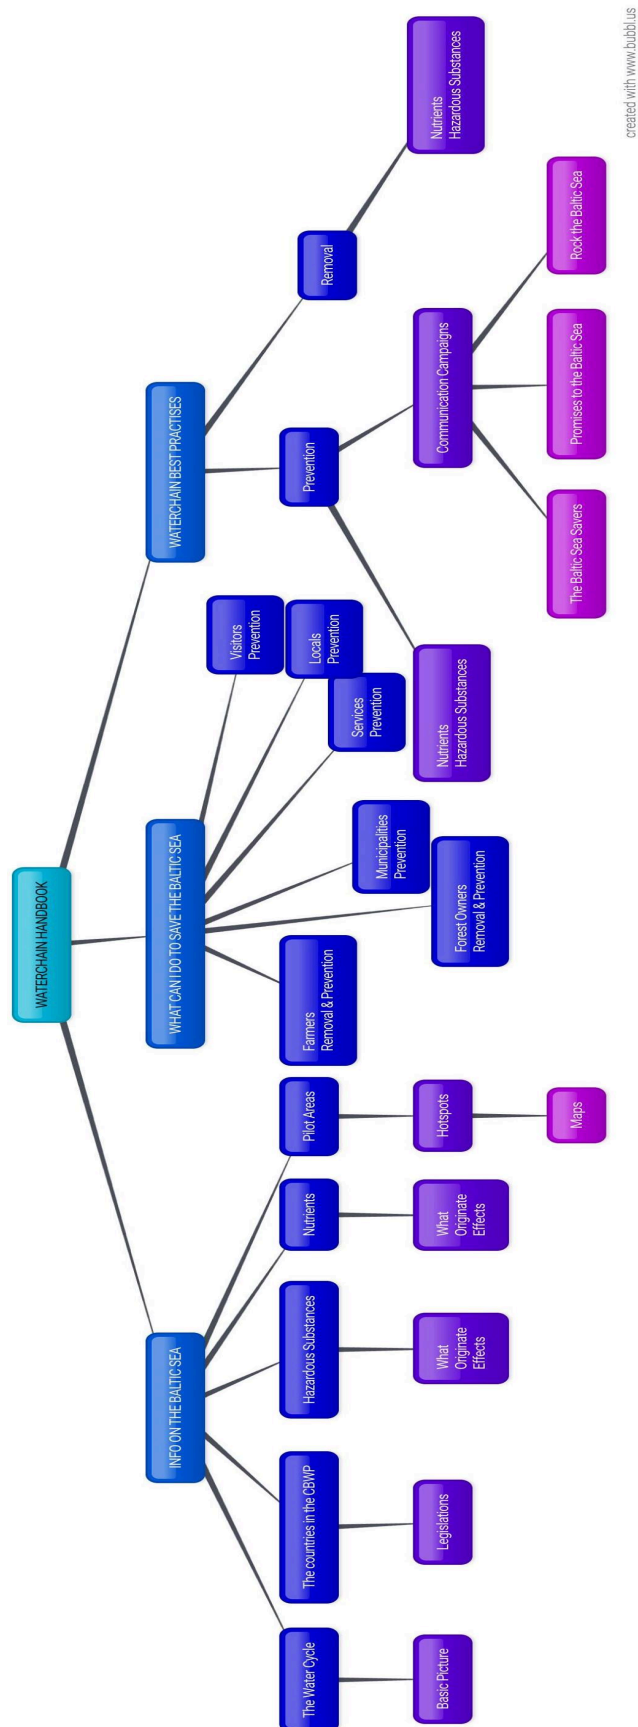 WATERCHAIN HANDBOOK
INFO ON THE BALTIC SEA
WHAT CAN I DO TO SAVE THE BALTIC SEA
WATERCHAIN BEST PRACTISES
The Water Cycle
The countries in the CBWP
Hazardous Substances
Nutrients
Pilot Areas
Basic Picture
Legislations
What
Originate
Effects
What
Originate
Effects
Hotspots
Maps
Farmers
Removal & Prevention
Forest Owners
Removal & Prevention
Municipalities
Prevention
Services
Prevention
Locals
Prevention
Visitors
Prevention
Prevention
Removal
Nutrients
Hazardous Substances
Communication Campaigns
Nutrients
Hazardous Substances
The Baltic Sea Savers
Promises to the Baltic Sea
Rock the Baltic Sea
created with www.bubbl.us